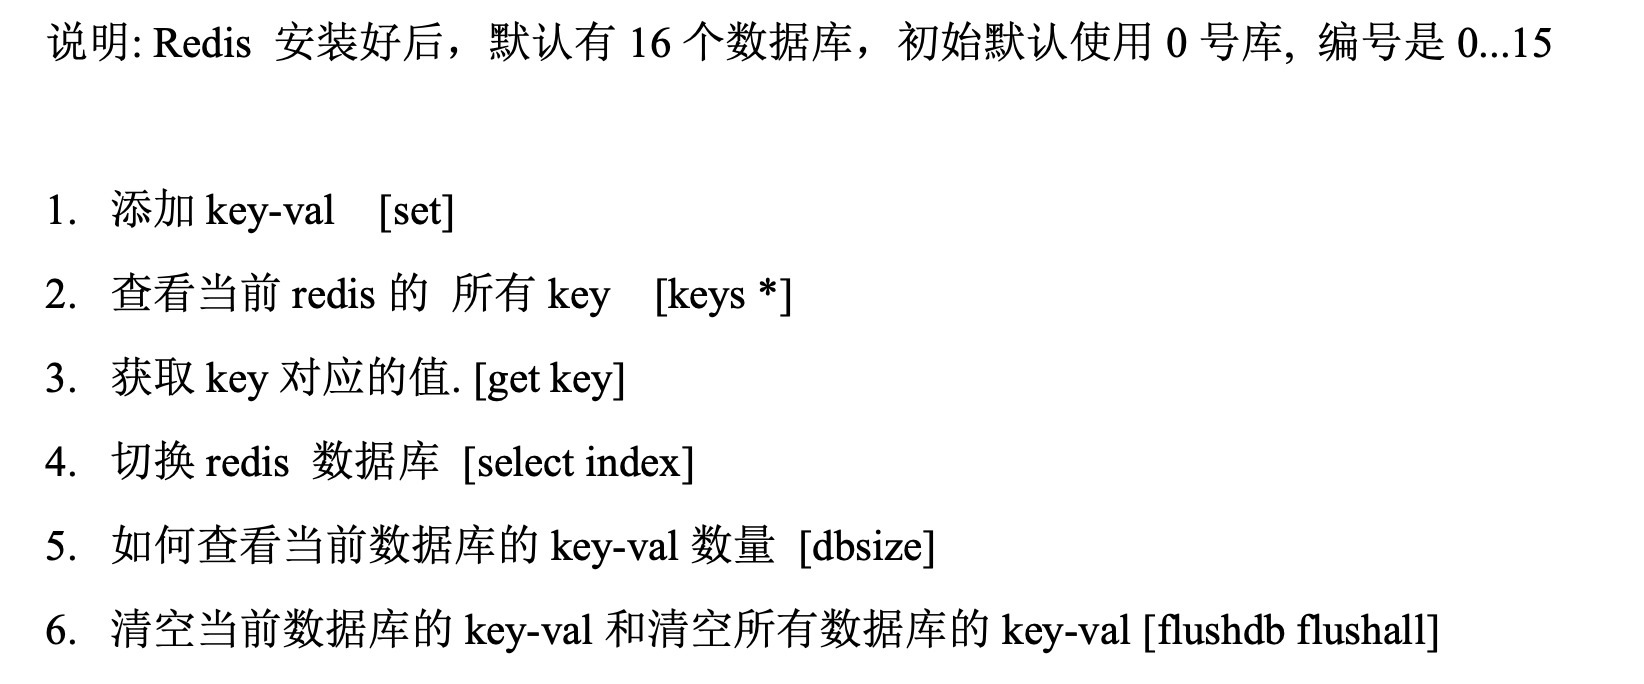 说明: Redis 安装好后，默认有 16 个数据库，初始默认使用 0 号库, 编号是 0...15
1. 添加 key-val [set]
2. 查看当前 redis 的 所有 key [keys *]
3. 获取 key 对应的值. [get key]
4. 切换 redis 数据库 [select index]
5. 如何查看当前数据库的 key-val 数量 [dbsize]
6. 清空当前数据库的 key-val 和清空所有数据库的 key-val [flushdb flushall]